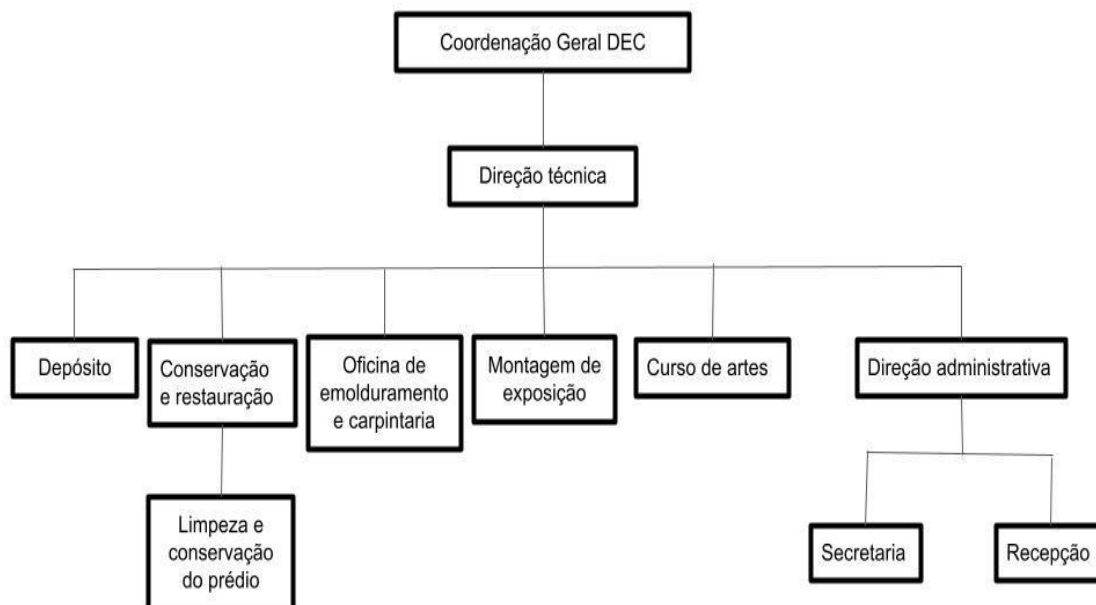 Coordenação Geral DEC
Direção técnica
Depósito
Conservação
e restauração
Oficina de
emolduramento
e carpintaria
Montagem de
exposição
Curso de artes
Direção administrativa
Limpeza e
conservação
do prédio
Secretaria
Recepção